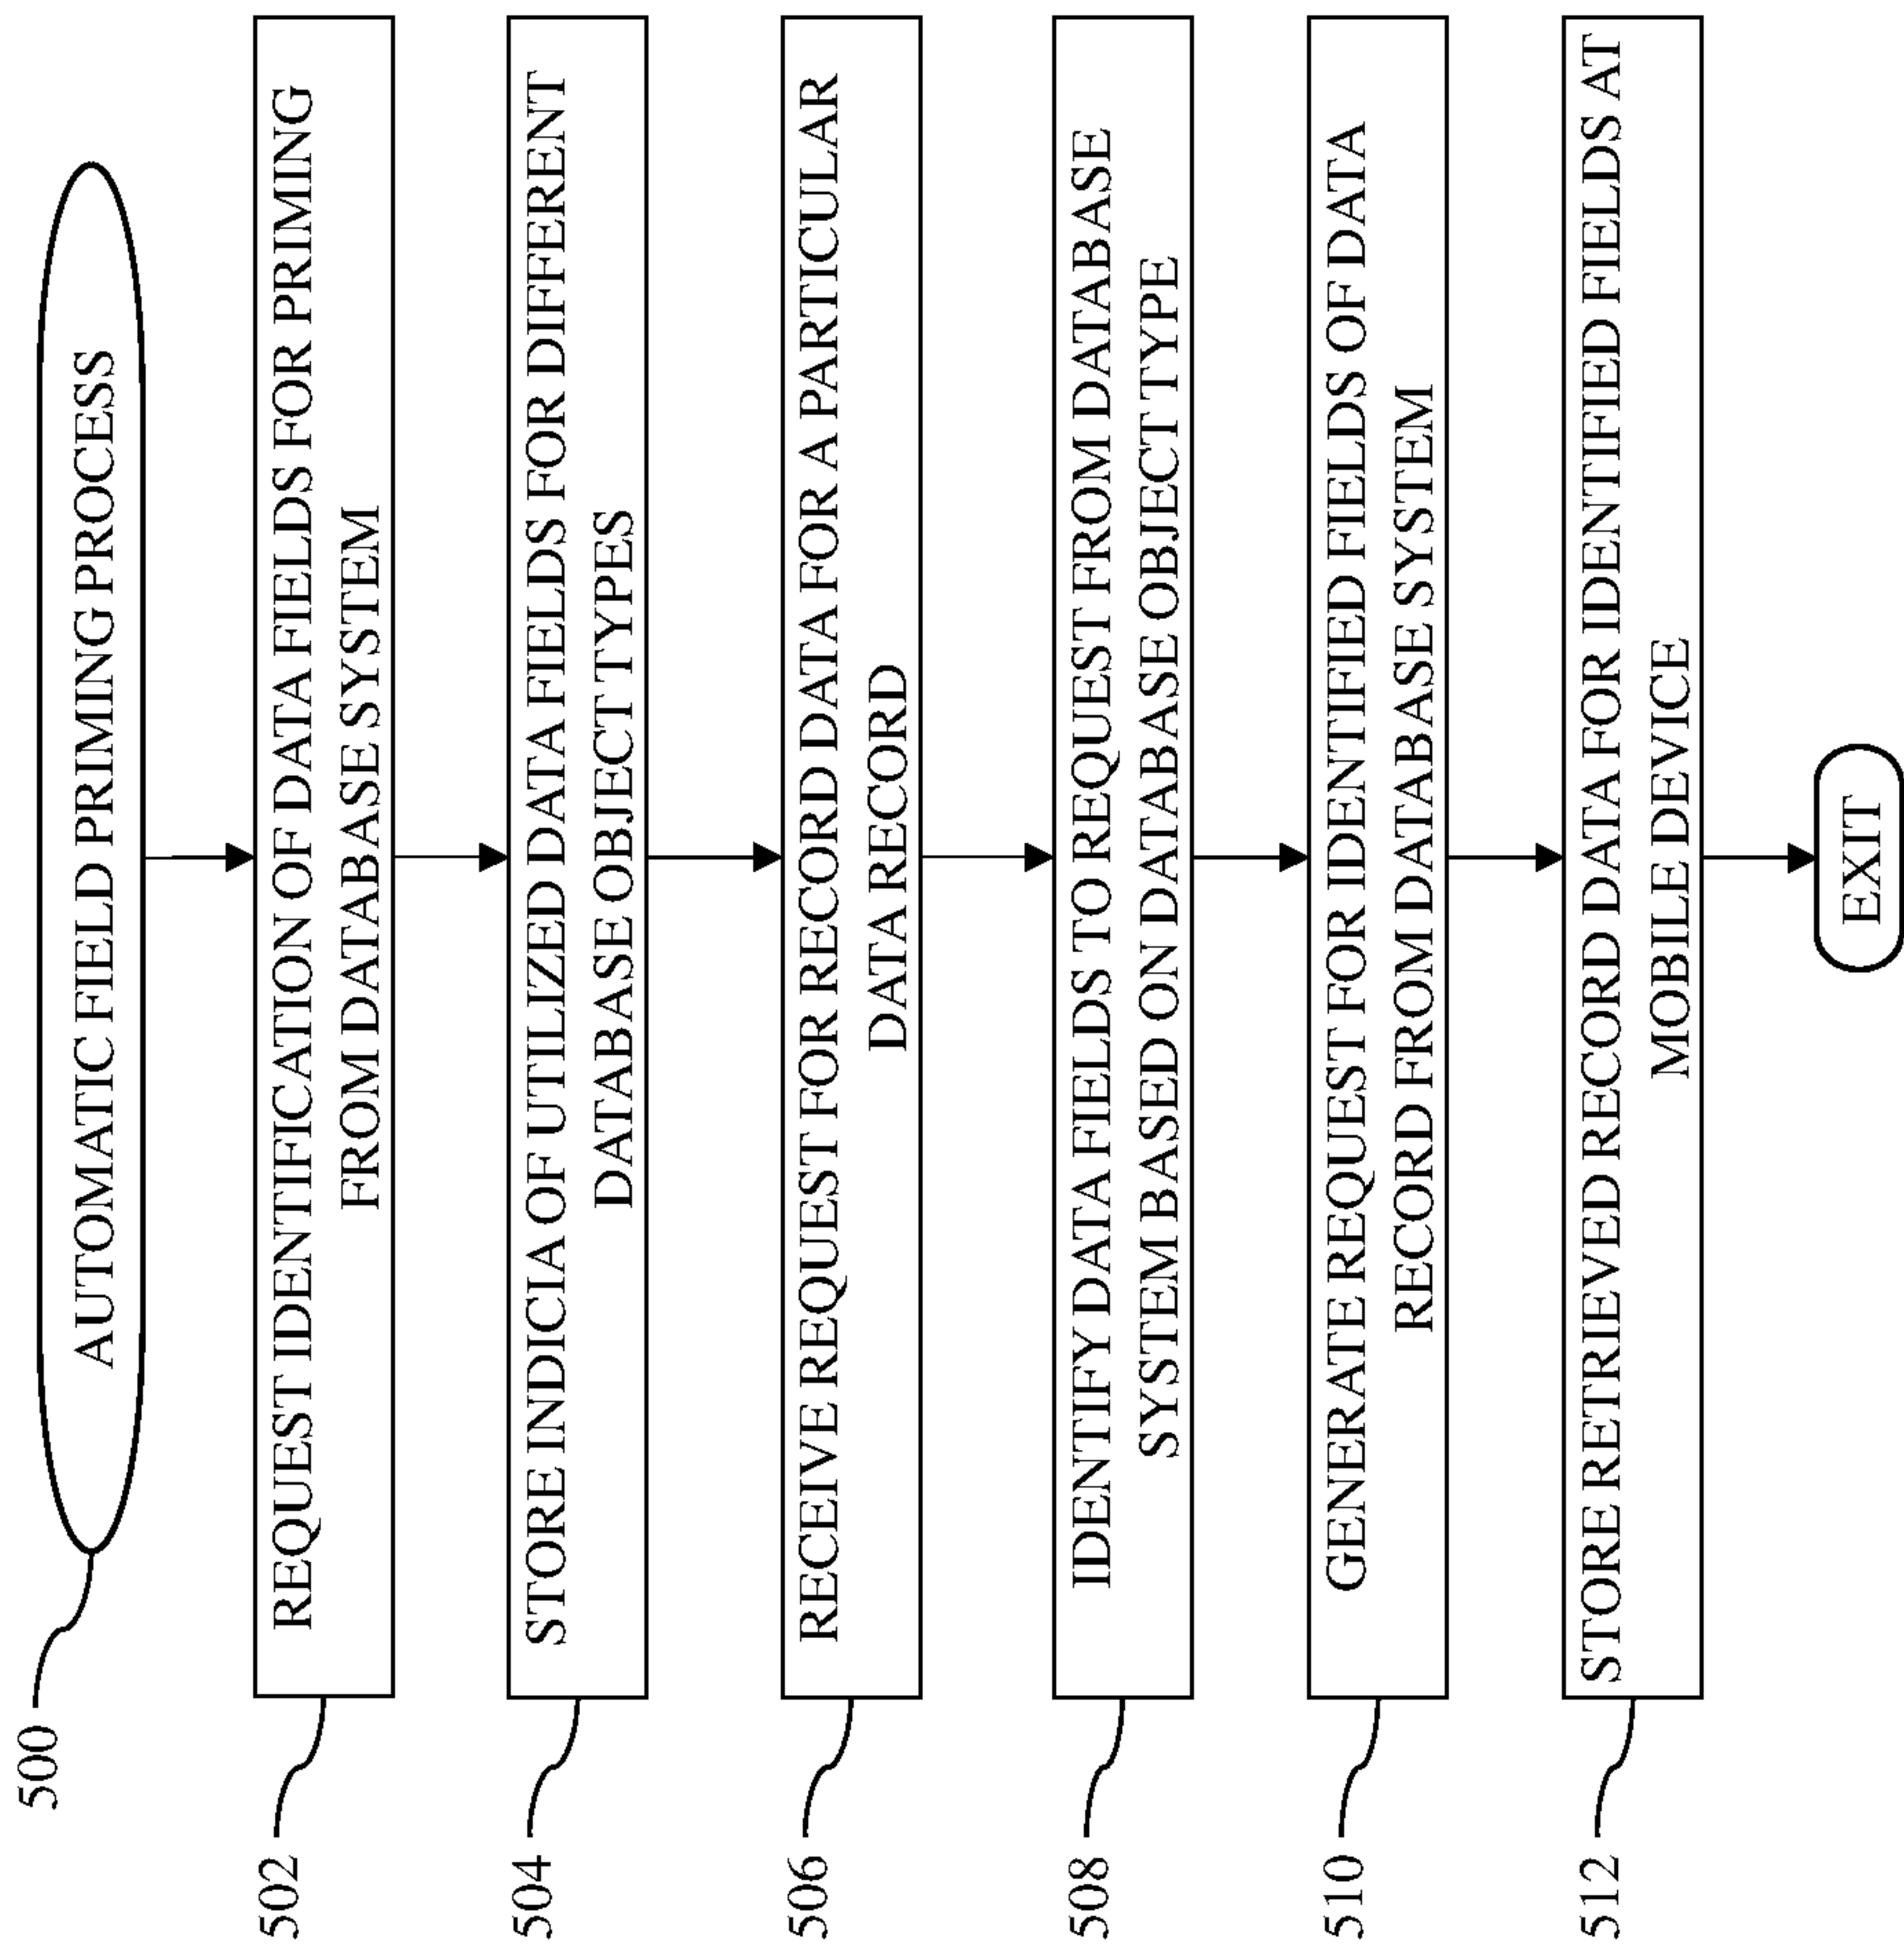 500
AUTOMATIC FIELD PRIMING PROCESS
502
REQUEST IDENTIFICATION OF DATA FIELDS FOR PRIMING
FROM DATABASE SYSTEM
504
STORE INDICIA OF UTILIZED DATA FIELDS FOR DIFFERENT
DATABASE OBJECT TYPES
506
RECEIVE REQUEST FOR RECORD DATA FOR A PARTICULAR
DATA RECORD
508
IDENTIFY DATA FIELDS TO REQUEST FROM DATABASE
SYSTEM BASED ON DATABASE OBJECT TYPE
510
GENERATE REQUEST FOR IDENTIFIED FIELDS OF DATA
RECORD FROM DATABASE SYSTEM
512
STORE RETRIEVED RECORD DATA FOR IDENTIFIED FIELDS AT
MOBILE DEVICE
EXIT